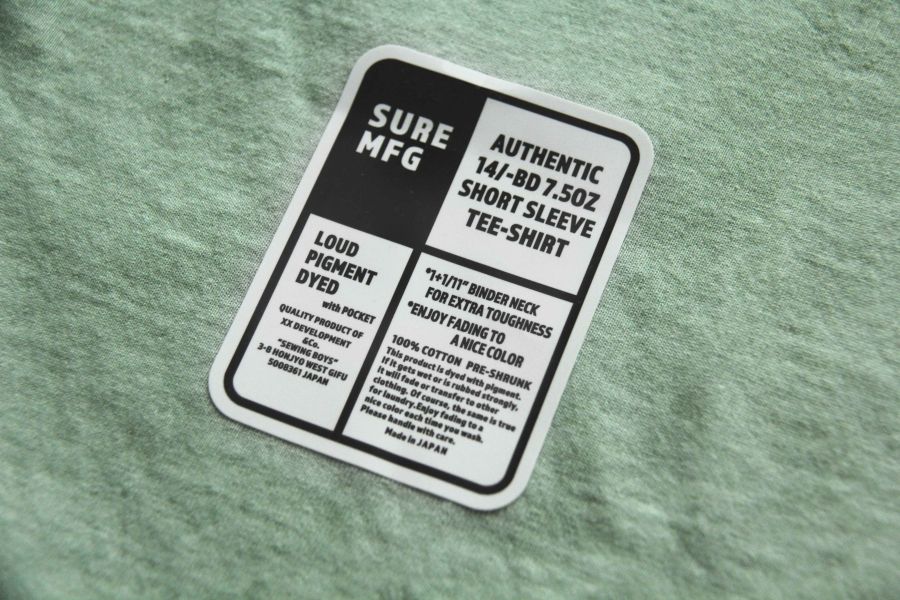 SURE
MFG
AUTHENTIC
14/-BD 7.5OZ
SHORT SLEEVE
TEE-SHIRT
LOUD
PIGMENT
DYED
with POCKET
QUALITY PRODUCT OF
XX DEVELOPMENT
&Co.
"SEWING BOYS"
3-8 HONJYO WEST GIFU
5008361 JAPAN
*1+1/11" BINDER NECK
FOR EXTRA TOUGHNESS
*ENJOY FADING TO
A NICE COLOR
100% COTTON PRE-SHRUNK
This product is dyed with pigment.
If it gets wet or is rubbed strongly,
it will fade or transfer to other
clothing. Of course, the same is true
for laundry.Enjoy fading to a
nice color each time you wash.
Please handle with care.
Made in JAPAN